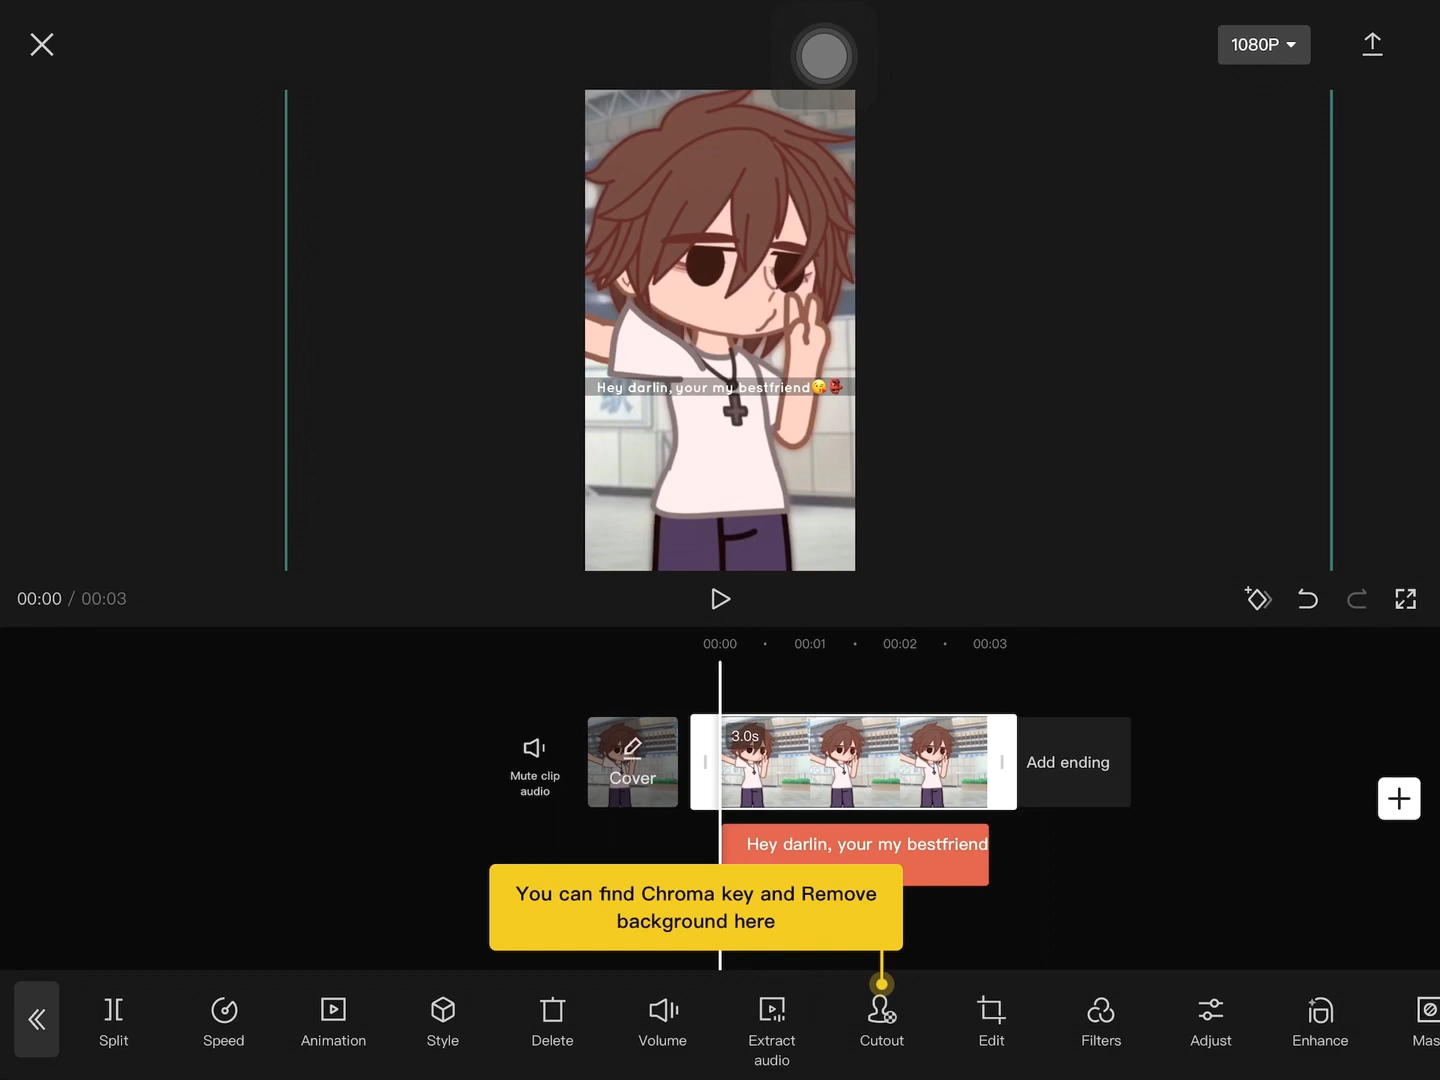 1080P
Hey darlin, your my bestfriend😘💃
00:00 / 00:03
00:00 00:01 00:02 00:03
3.0s
Mute clip
audio
Cover
Add ending
Hey darlin, your my bestfriend
You can find Chroma key and Remove
background here
Split
Speed
Animation
Style
Delete
Volume
Extract
audio
Cutout
Edit
Filters
Adjust
Enhance
Mas